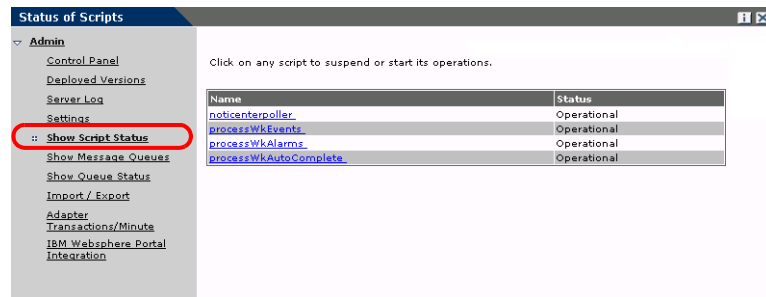 Status of Scripts
Admin
Control Panel
Deployed Versions
Server Log
Settings
:: Show Script Status
Show Message Queues
Show Queue Status
Import / Export
Adapter
Transactions/Minute
IBM Websphere Portal
Integration
Click on any script to suspend or start its operations.
Name Status
noticenterpoller Operational
processWkEvents Operational
processWkAlarms Operational
processWkAutoComplete Operational